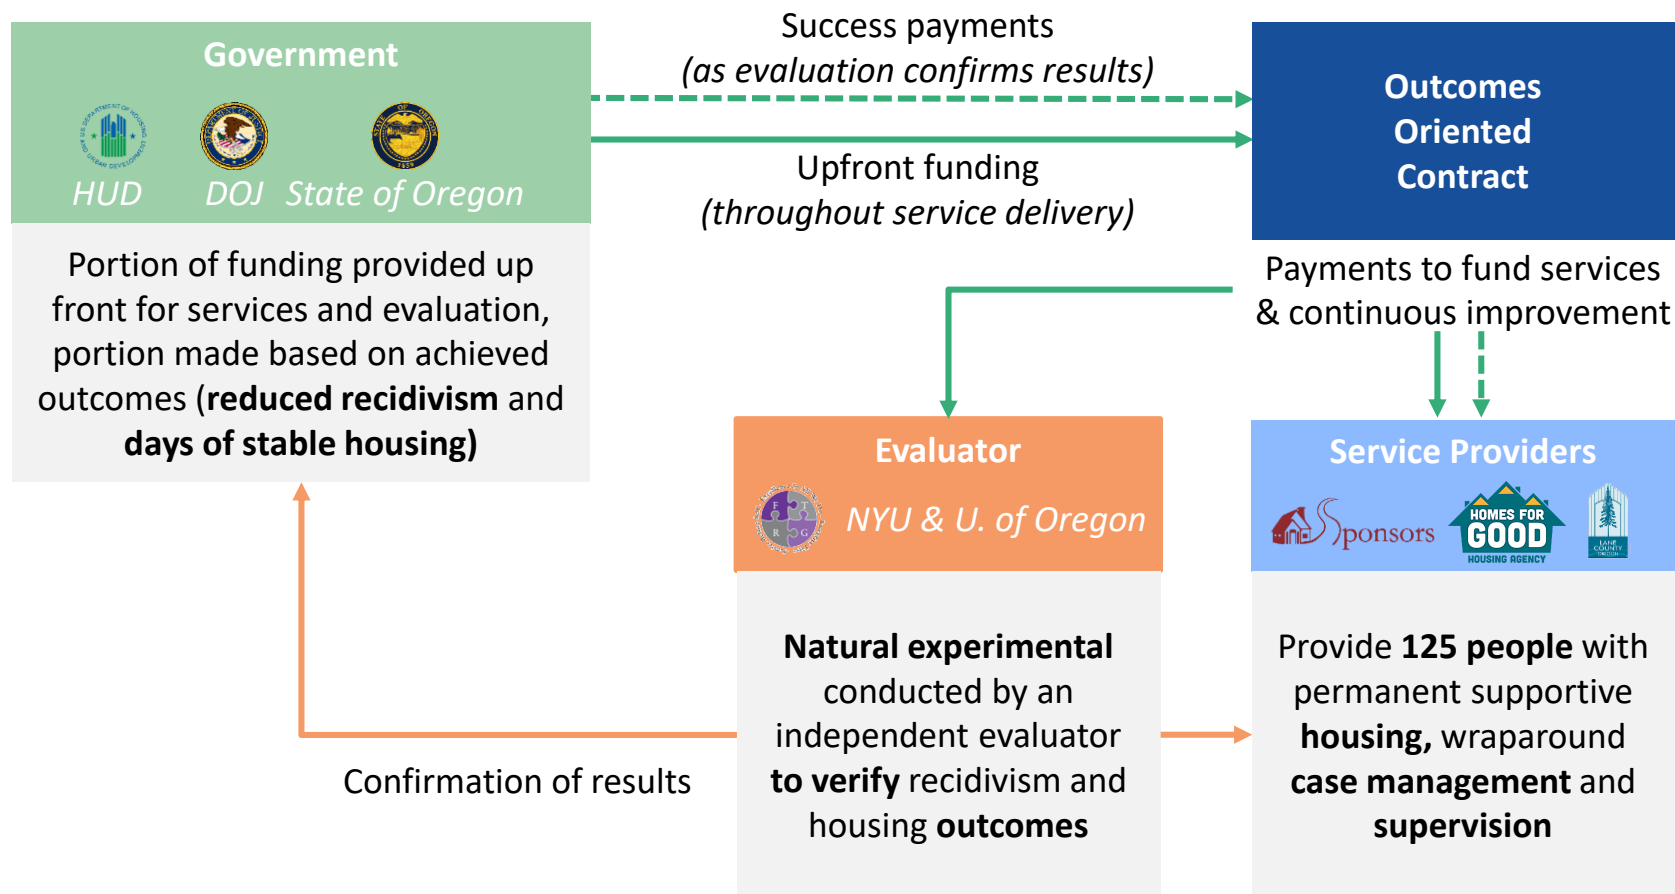 Government
HUD
DOJ
State of Oregon
Portion of funding provided up
front for services and evaluation,
portion made based on achieved
outcomes (reduced recidivism and
days of stable housing)
Success payments
(as evaluation confirms results)
Upfront funding
(throughout service delivery)
Outcomes
Oriented
Contract
Payments to fund services
& continuous improvement
Evaluator
F T
R G
NYU & U. of Oregon
Natural experimental
conducted by an
independent evaluator
to verify recidivism and
housing outcomes
Service Providers
Sponsors
HOMES FOR
GOOD
HOUSING AGENCY
LANE
COUNTY
OREGON
Provide 125 people with
permanent supportive
housing, wraparound
case management and
supervision
Confirmation of results